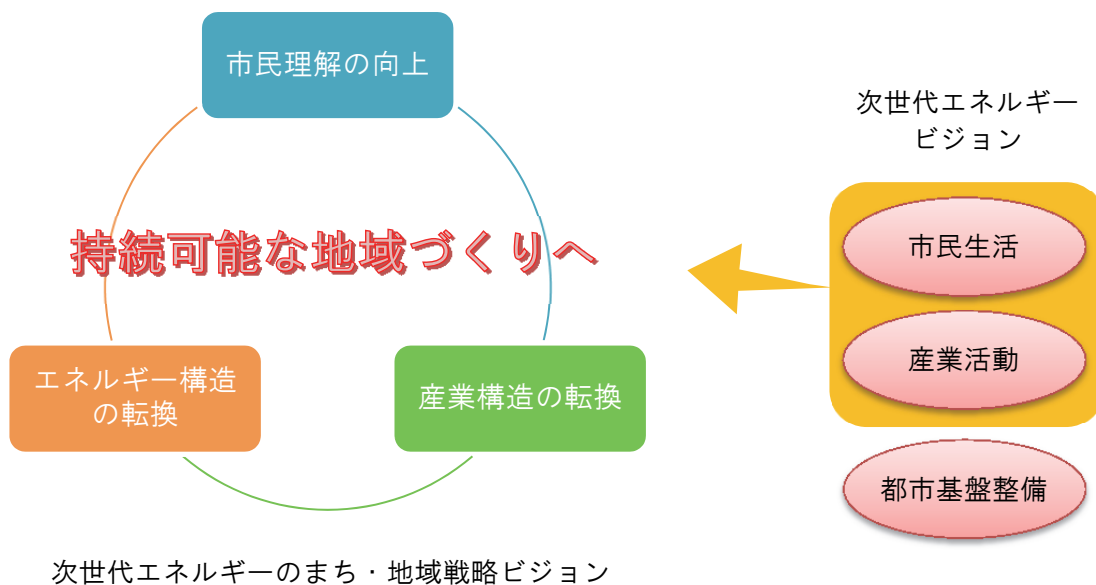 市民理解の向上
持続可能な地域づくりへ
エネルギー構造
の転換
産業構造の転換
次世代エネルギーのまち・地域戦略ビジョン
次世代エネルギー
ビジョン
市民生活
産業活動
都市基盤整備